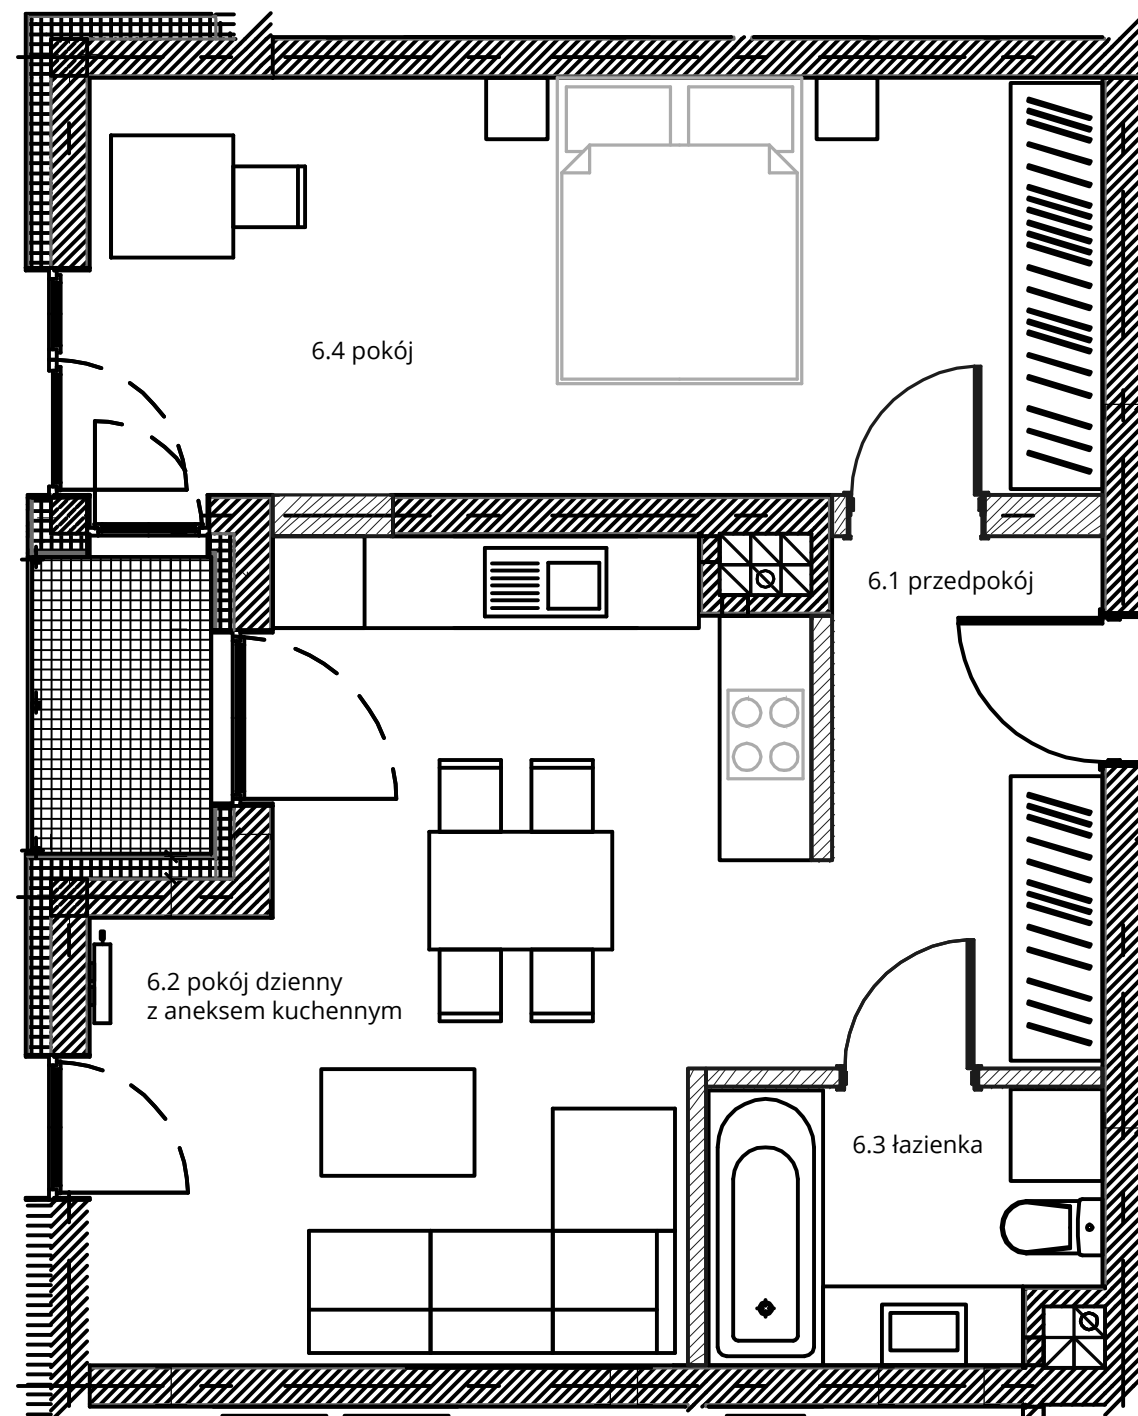 6.4 pokój
6.1 przedpokój
6.2 pokój dzienny
z aneksem kuchennym
6.3 łazienka